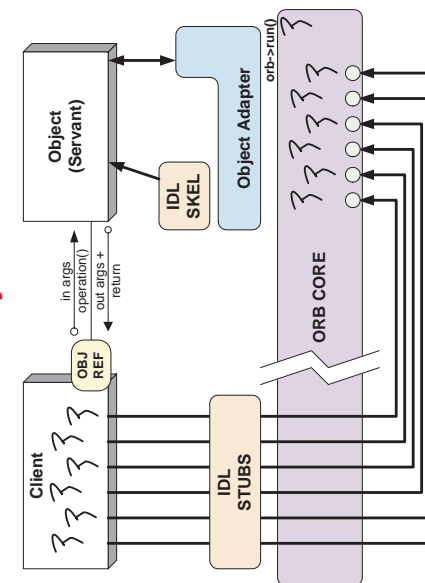 Client
OBJ
REF
in args
operation()
out args +
return
Object
(Servant)
IDL
SKEL
Object Adapter
orb->run()
IDL
STUBS
ORB CORE